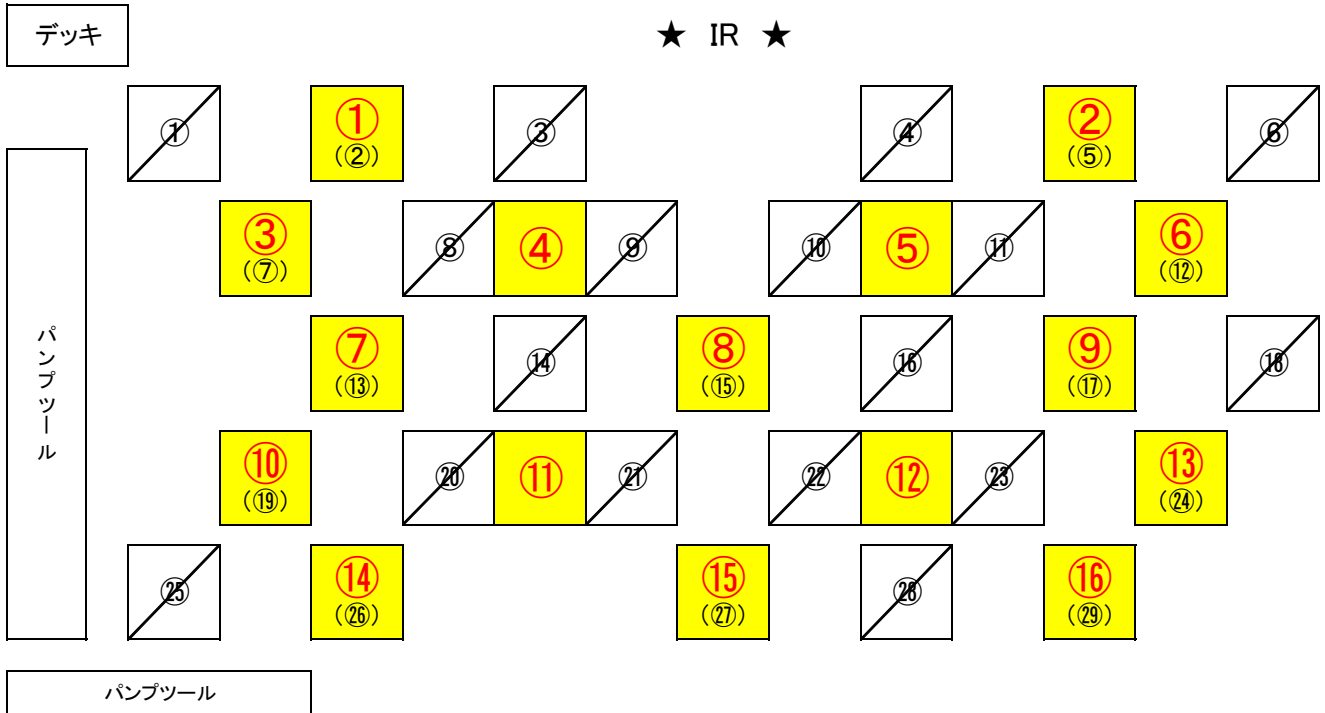 デッキ
★ IR ★
① ① ③ ④ ② ⑥
(②) (⑤)
③ ⑧ ④ ⑨ ⑩ ⑤ ⑪ ⑥
(⑦) (⑫)
⑦ ⑭ ⑧ ⑯ ⑨ ⑱
(⑬) (⑮) (⑰)
⑩ ⑳ ⑪ ㉑ ㉒ ⑫ ㉓ ⑬
(⑲) (㉔)
㉕ ⑭ ⑮ ㉘ ⑯
(㉖) (㉗) (㉙)
パンプツール
パンプツール